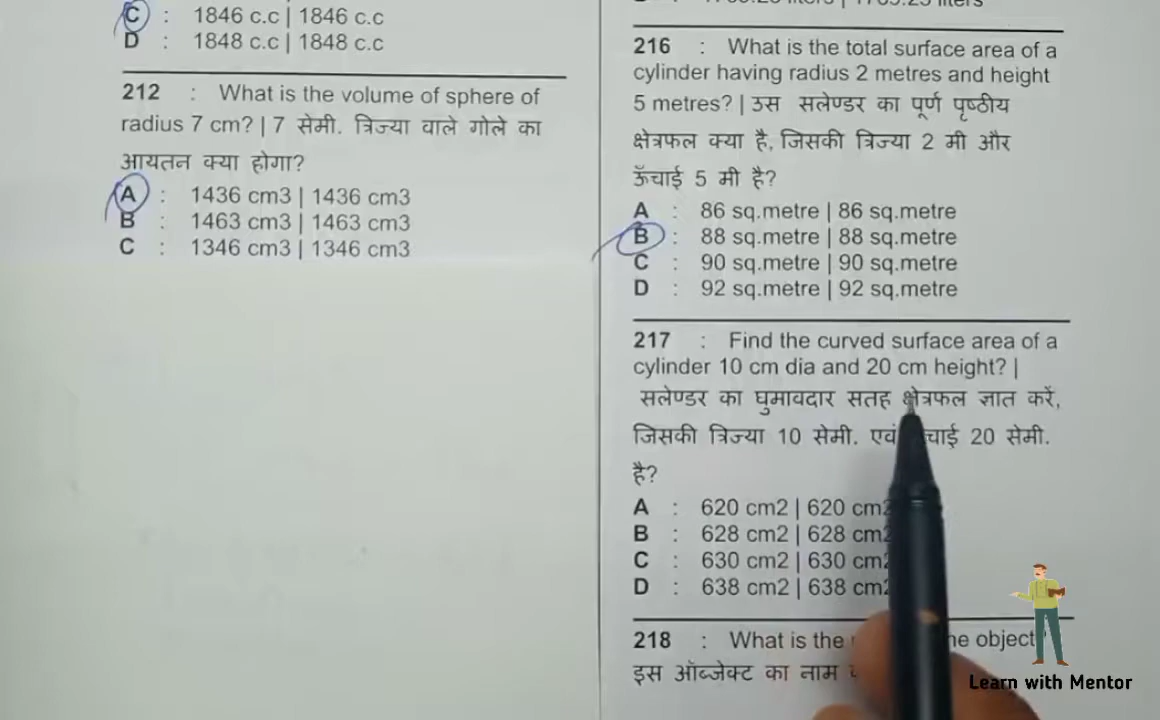 C : 1846 c.c | 1846 c.c
D : 1848 c.c | 1848 c.c
212 : What is the volume of sphere of
radius 7 cm? | 7 सेमी. त्रिज्या वाले गोले का
आयतन क्या होगा?
A : 1436 cm3 | 1436 cm3
B : 1463 cm3 | 1463 cm3
C : 1346 cm3 | 1346 cm3
216 : What is the total surface area of a
cylinder having radius 2 metres and height
5 metres? | उस सलेण्डर का पूर्ण पृष्ठीय
क्षेत्रफल क्या है, जिसकी त्रिज्या 2 मी और
ऊँचाई 5 मी है?
A : 86 sq.metre | 86 sq.metre
B : 88 sq.metre | 88 sq.metre
C : 90 sq.metre | 90 sq.metre
D : 92 sq.metre | 92 sq.metre
217 : Find the curved surface area of a
cylinder 10 cm dia and 20 cm height? |
सलेण्डर का घुमावदार सतह क्षेत्रफल ज्ञात करें,
जिसकी त्रिज्या 10 सेमी. एवं 20 सेमी.
है?
A : 620 cm2 | 620 cm2
B : 628 cm2 | 628 cm2
C : 630 cm2 | 630 cm2
D : 638 cm2 | 638 cm2
218 : What is the object?
इस ऑब्जेक्ट का नाम
Learn with Mentor